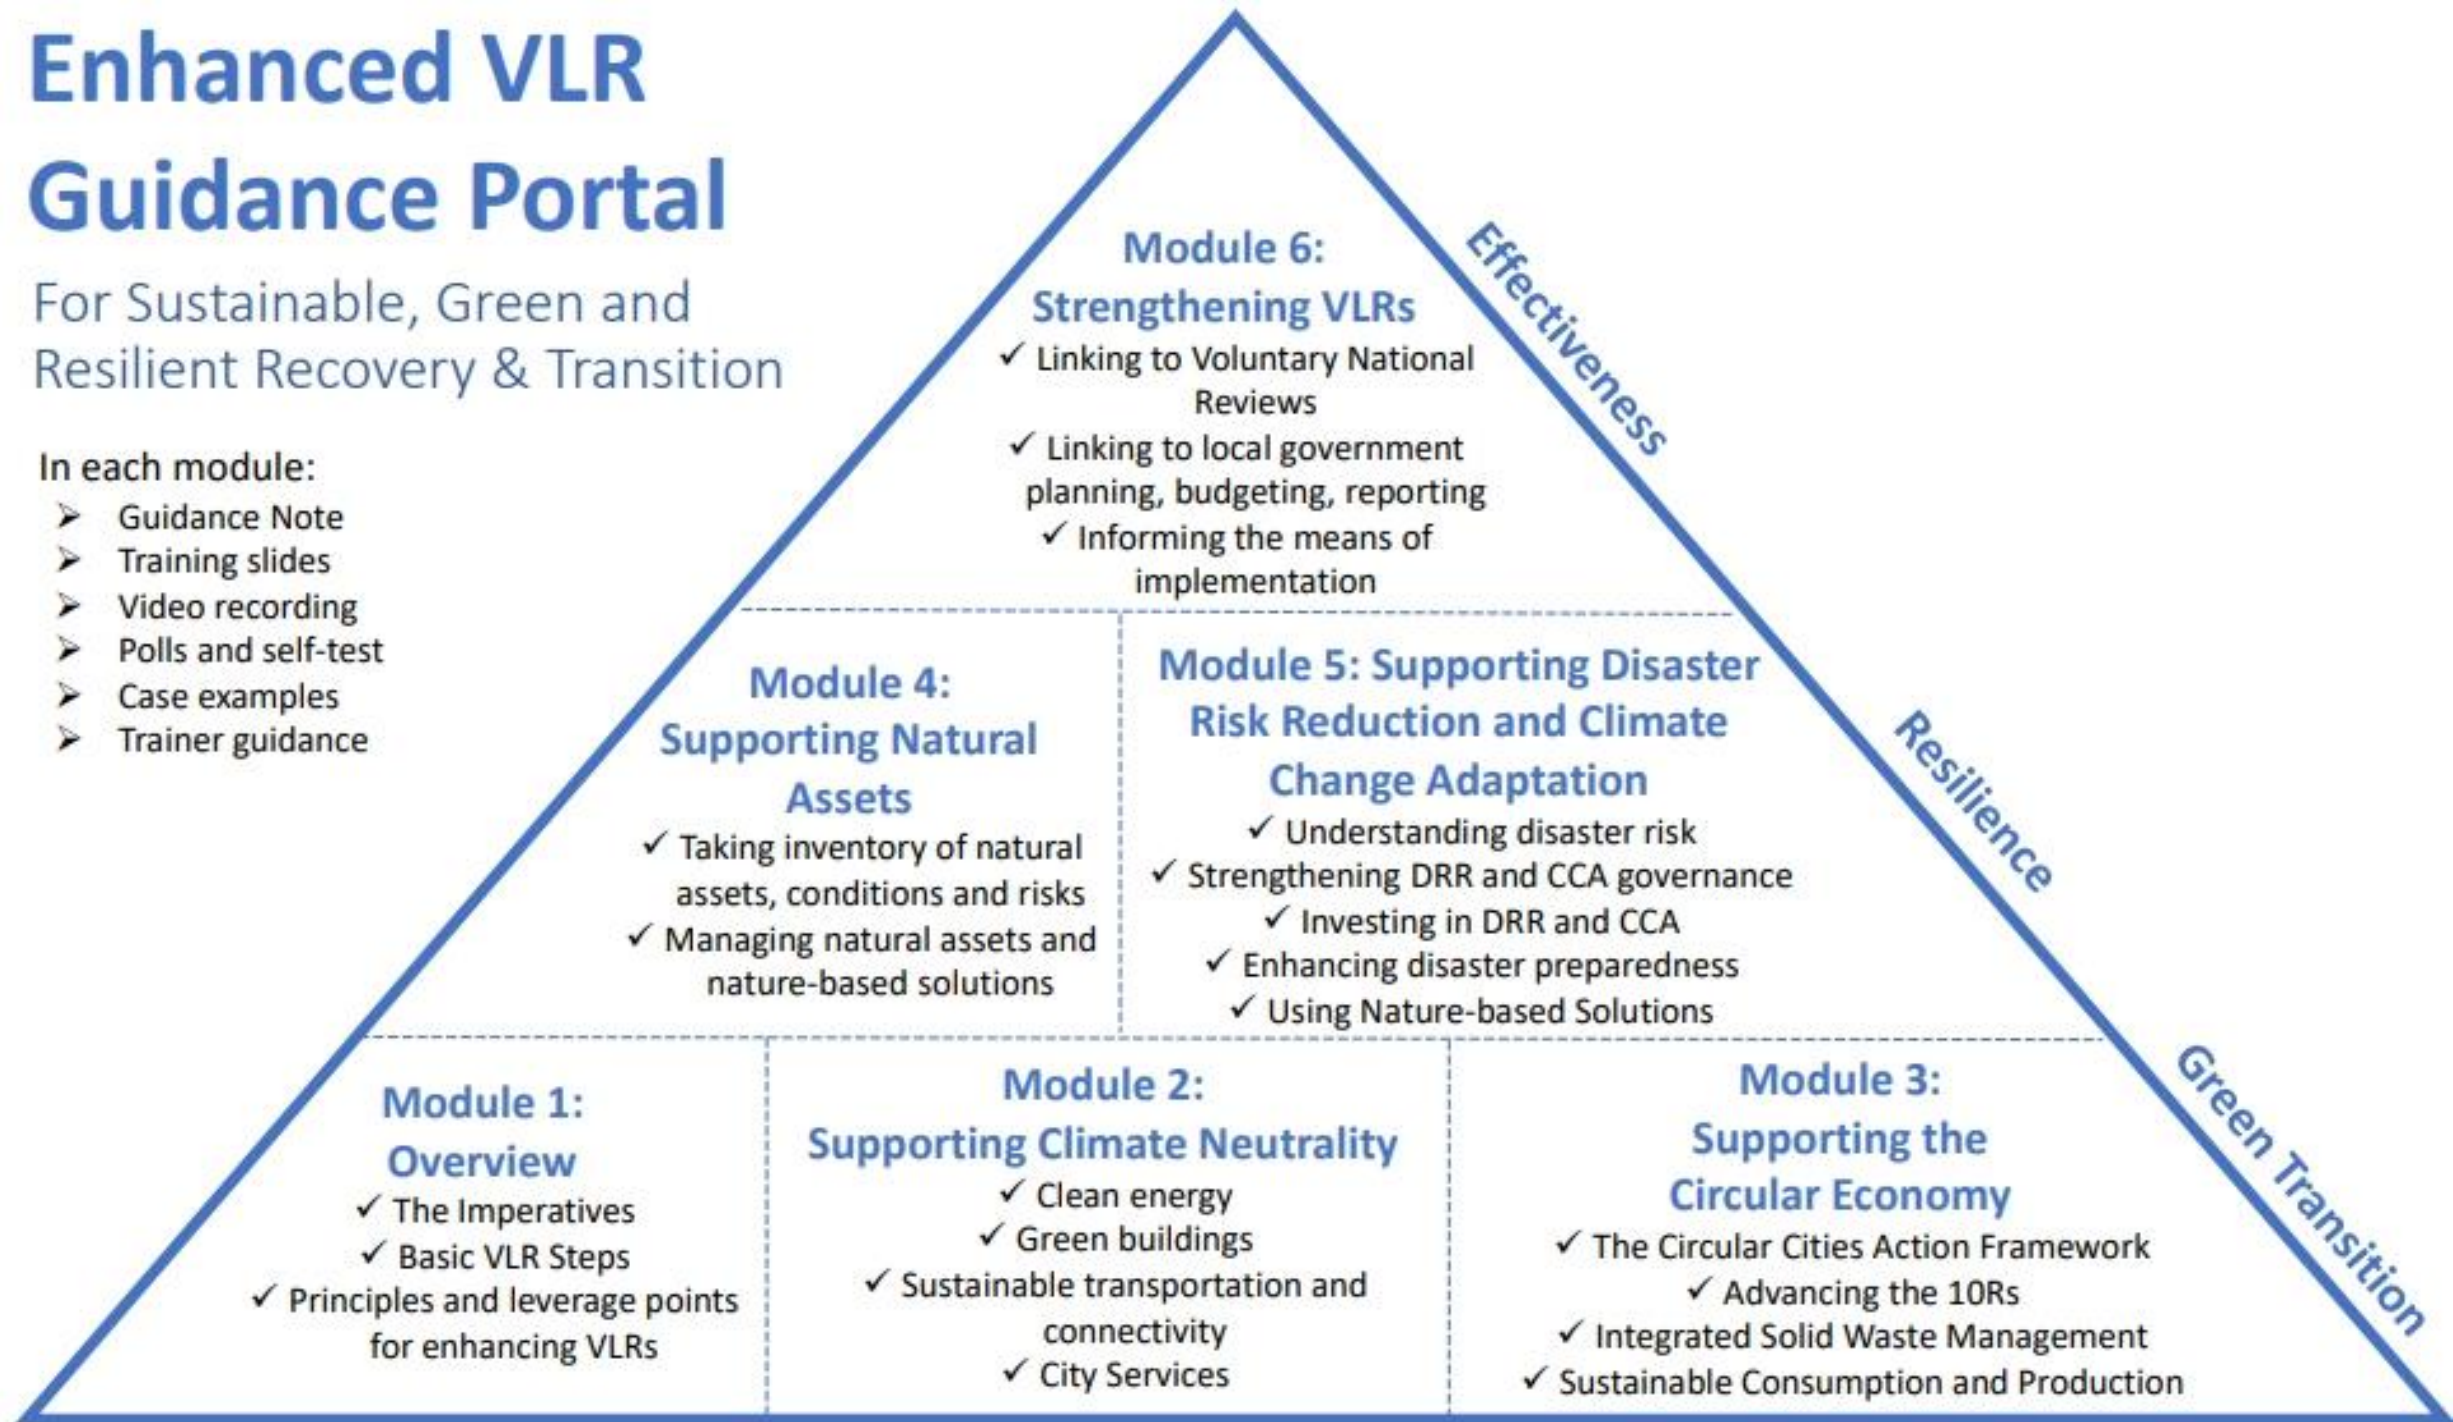 Enhanced VLR
Guidance Portal
For Sustainable, Green and
Resilient Recovery & Transition
In each module:
➢ Guidance Note
➢ Training slides
➢ Video recording
➢ Polls and self-test
➢ Case examples
➢ Trainer guidance
Module 6:
Strengthening VLRs
✓ Linking to Voluntary National
Reviews
✓ Linking to local government
planning, budgeting, reporting
✓ Informing the means of
implementation
Effectiveness
Module 4:
Supporting Natural
Assets
✓ Taking inventory of natural
assets, conditions and risks
✓ Managing natural assets and
nature-based solutions
Module 5: Supporting Disaster
Risk Reduction and Climate
Change Adaptation
✓ Understanding disaster risk
✓ Strengthening DRR and CCA governance
✓ Investing in DRR and CCA
✓ Enhancing disaster preparedness
✓ Using Nature-based Solutions
Resilience
Module 1:
Overview
✓ The Imperatives
✓ Basic VLR Steps
✓ Principles and leverage points
for enhancing VLRs
Module 2:
Supporting Climate Neutrality
✓ Clean energy
✓ Green buildings
✓ Sustainable transportation and
connectivity
✓ City Services
Module 3:
Supporting the
Circular Economy
✓ The Circular Cities Action Framework
✓ Advancing the 10Rs
✓ Integrated Solid Waste Management
✓ Sustainable Consumption and Production
Green Transition